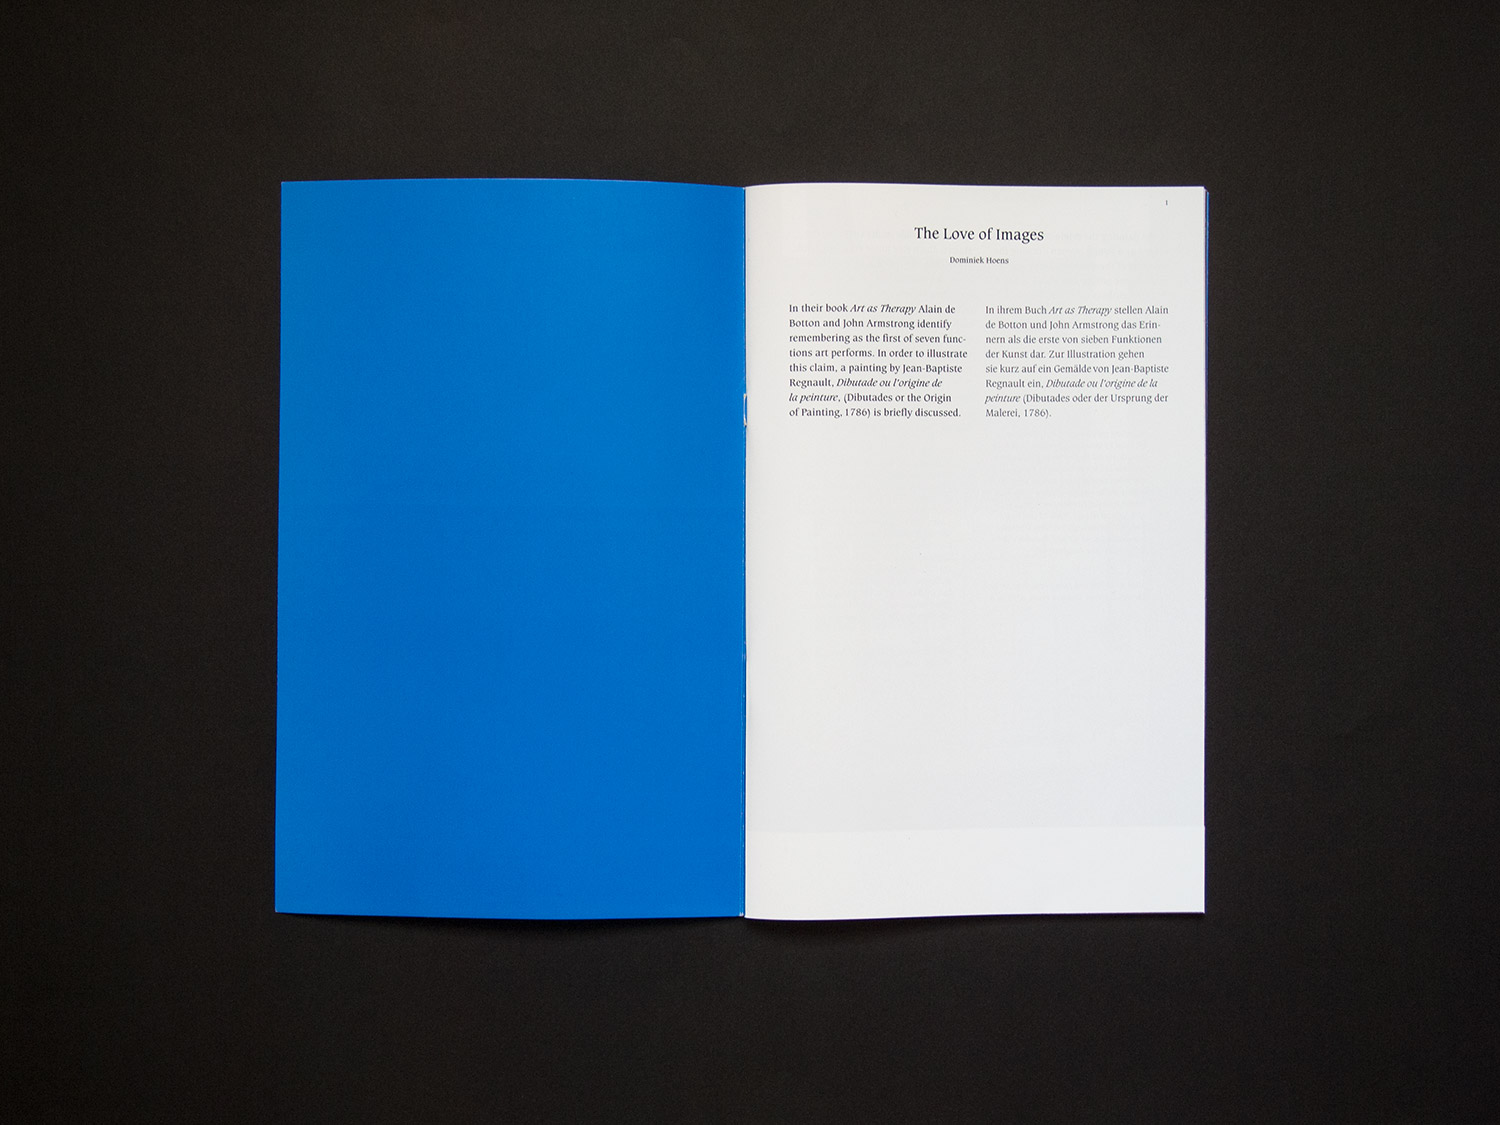 1
The Love of Images
Dominiek Hoens
In their book Art as Therapy Alain de
Botton and John Armstrong identify
remembering as the first of seven func-
tions art performs. In order to illustrate
this claim, a painting by Jean-Baptiste
Regnault, Dibutade ou l'origine de
la peinture, (Dibutades or the Origin
of Painting, 1786) is briefly discussed.
In ihrem Buch Art as Therapy stellen Alain
de Botton und John Armstrong das Erin-
nern als die erste von sieben Funktionen
der Kunst dar. Zur Illustration gehen
sie kurz auf ein Gemälde von Jean-Baptiste
Regnault ein, Dibutade ou l'origine de la
peinture (Dibutades oder der Ursprung der
Malerei, 1786).